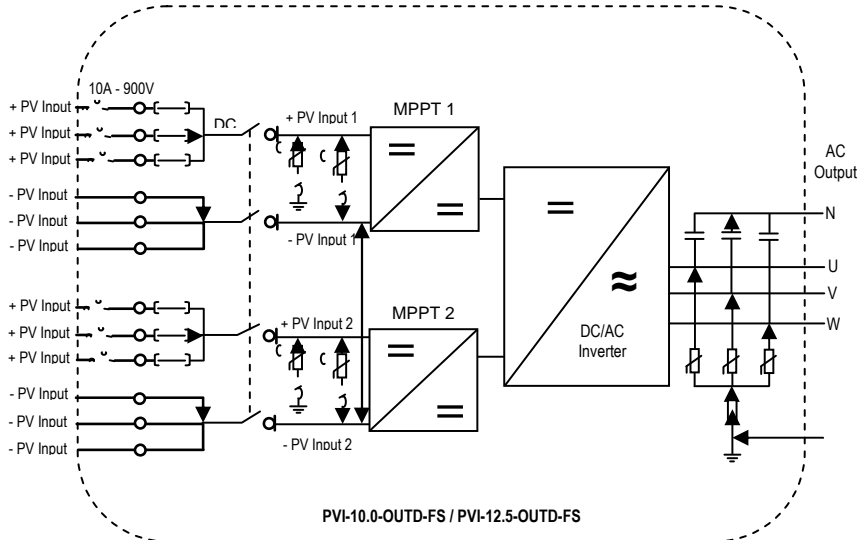 10A - 900V
+ PV Input
+ PV Input
+ PV Input
- PV Input
- PV Input
- PV Input
DC
+ PV Input 1
- PV Input 1
MPPT 1
+ PV Input
+ PV Input
+ PV Input
- PV Input
- PV Input
- PV Input
+ PV Input 2
- PV Input 2
MPPT 2
DC/AC
Inverter
AC
Output
N
U
V
W
PVI-10.0-OUTD-FS / PVI-12.5-OUTD-FS